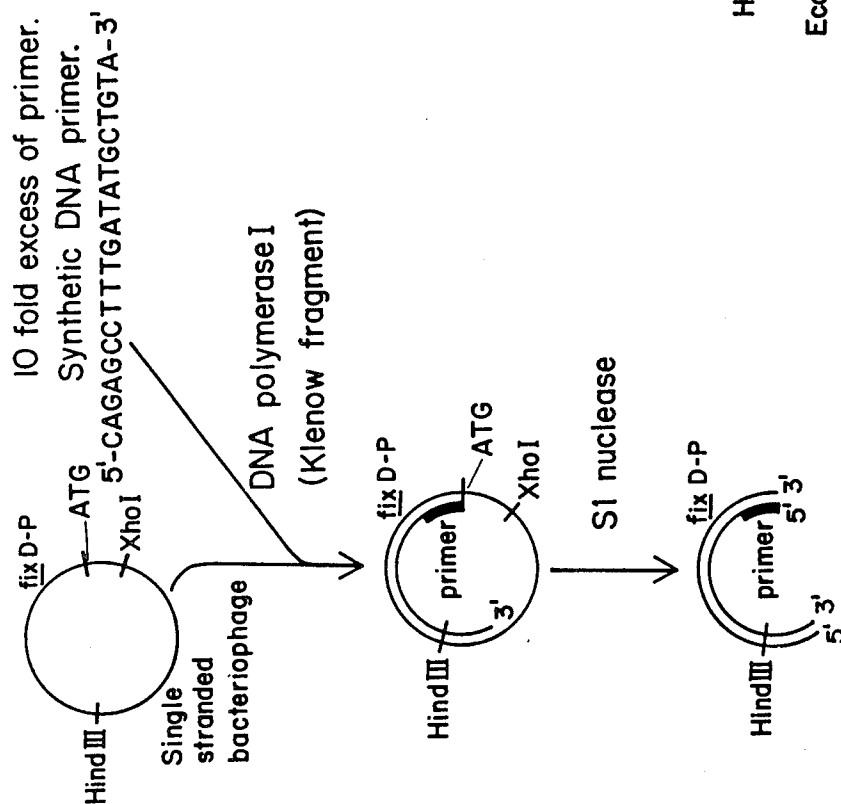 10 fold excess of primer.
Synthetic DNA primer.
5'-CAGAGCCTTTGATATGCTGTA-3'
fix D-P
ATG
XhoI
HindIII
Single
stranded
bacteriophage
DNA polymerase I
(Klenow fragment)
fix D-P
ATG
XhoI
primer
HindIII
3'
S1 nuclease
fix D-P
primer
5' 3'
HindIII
3'
5'
H
Eco